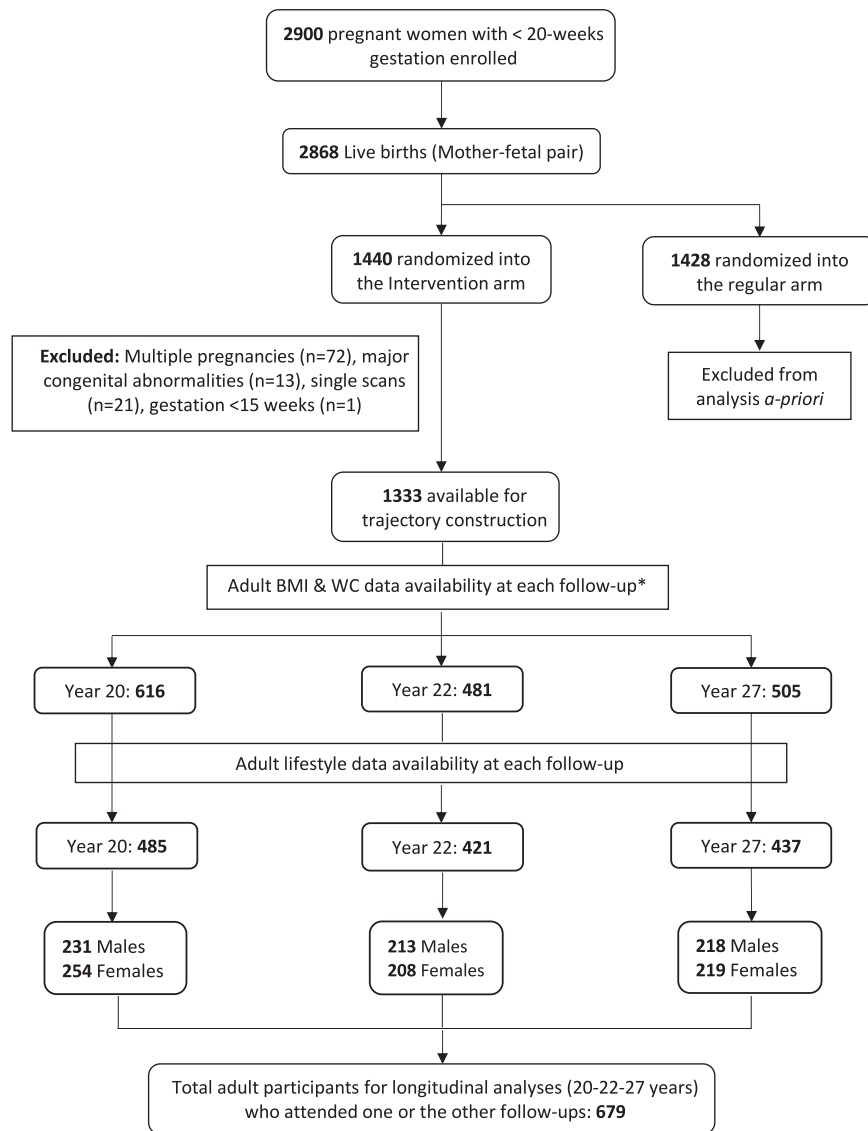 2900 pregnant women with < 20-weeks
gestation enrolled
2868 Live births (Mother-fetal pair)
1440 randomized into
the Intervention arm
1428 randomized into
the regular arm
Excluded: Multiple pregnancies (n=72), major
congenital abnormalities (n=13), single scans
(n=21), gestation <15 weeks (n=1)
Excluded from
analysis a-priori
1333 available for
trajectory construction
Adult BMI & WC data availability at each follow-up*
Year 20: 616
Year 22: 481
Year 27: 505
Adult lifestyle data availability at each follow-up
Year 20: 485
Year 22: 421
Year 27: 437
231 Males
254 Females
213 Males
208 Females
218 Males
219 Females
Total adult participants for longitudinal analyses (20-22-27 years)
who attended one or the other follow-ups: 679